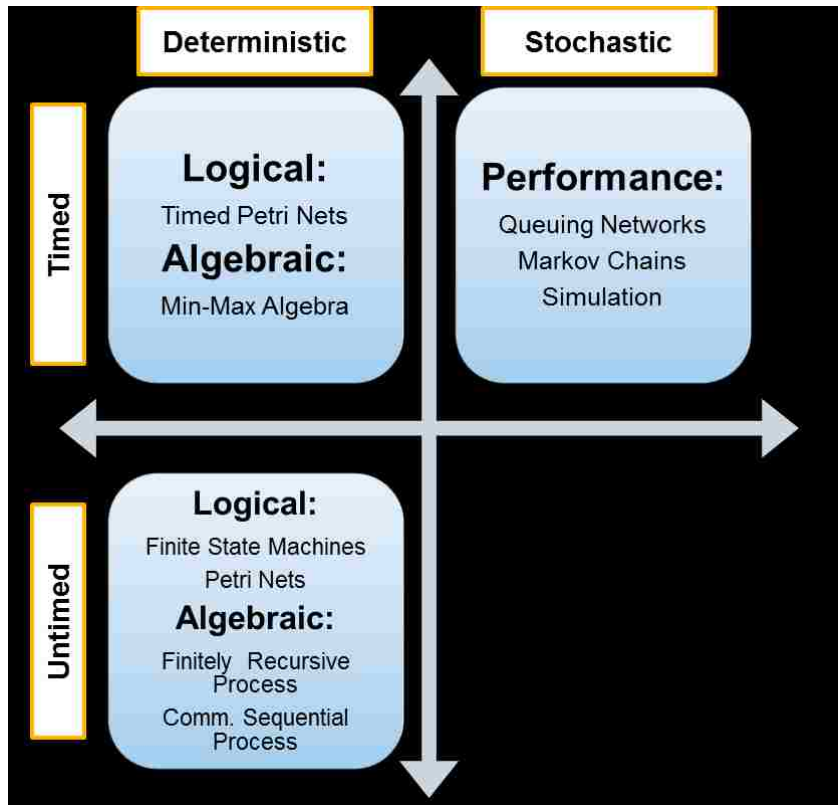 Deterministic
Stochastic
Timed
Logical:
Timed Petri Nets
Algebraic:
Min-Max Algebra
Performance:
Queuing Networks
Markov Chains
Simulation
Untimed
Logical:
Finite State Machines
Petri Nets
Algebraic:
Finitely Recursive
Process
Comm. Sequential
Process